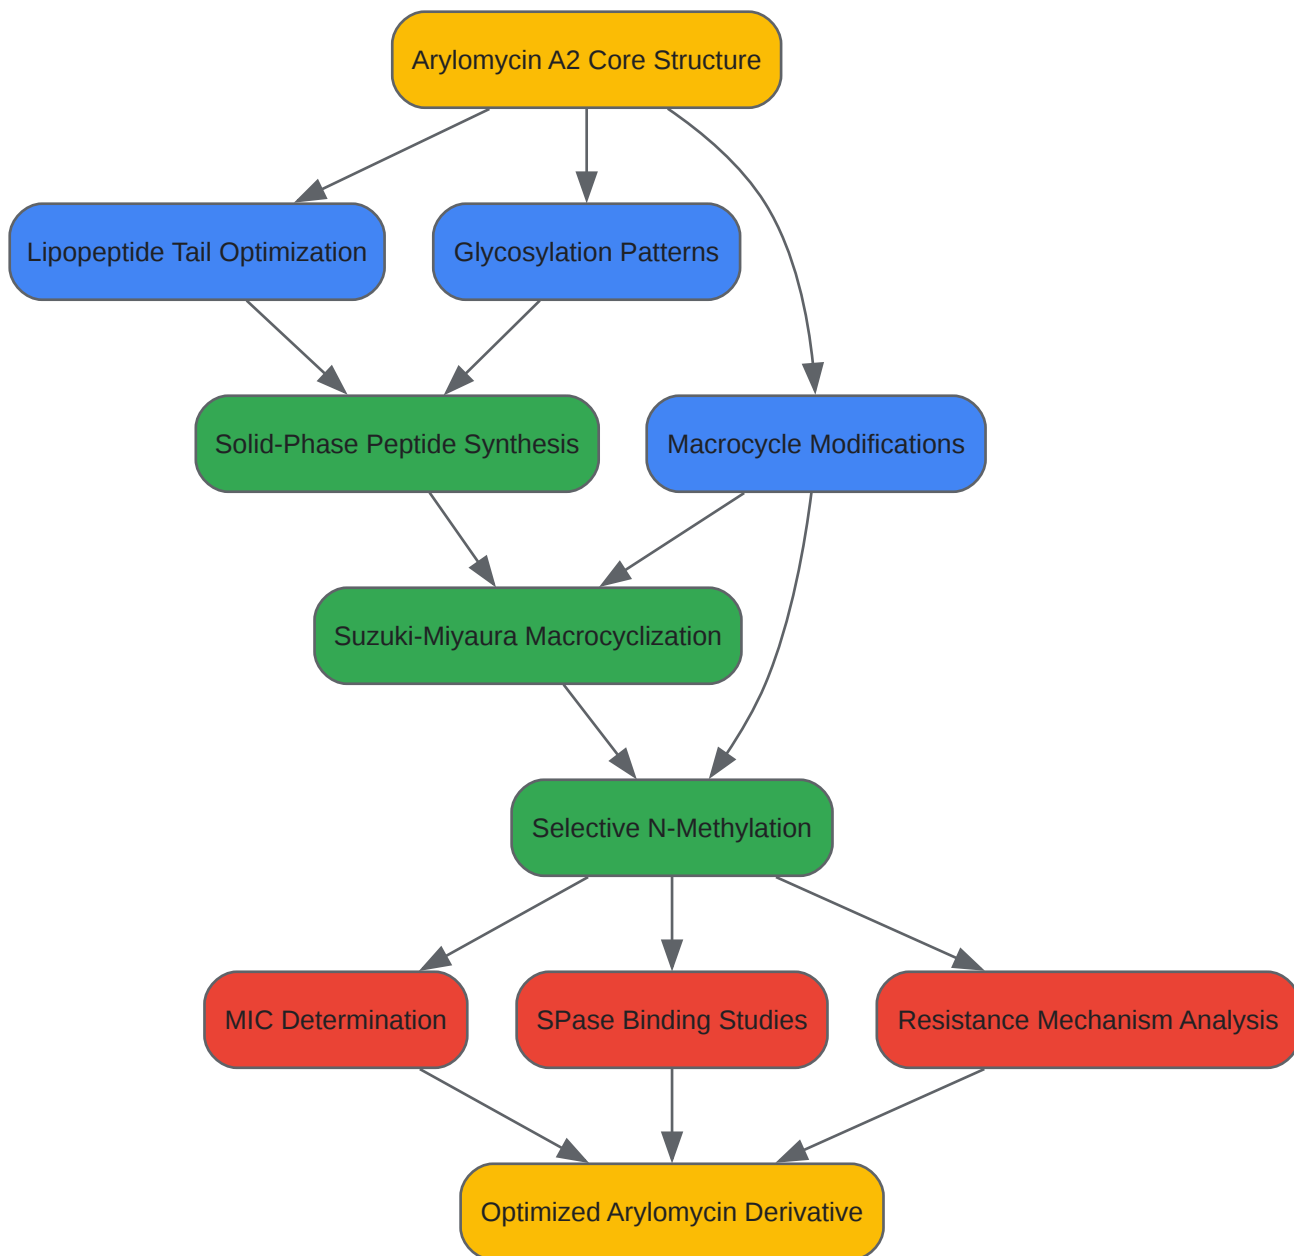 Arylomycin A2 Core Structure
Lipopeptide Tail Optimization
Glycosylation Patterns
Solid-Phase Peptide Synthesis
Macrocycle Modifications
Suzuki-Miyaura Macrocyclization
Selective N-Methylation
MIC Determination
SPase Binding Studies
Resistance Mechanism Analysis
Optimized Arylomycin Derivative